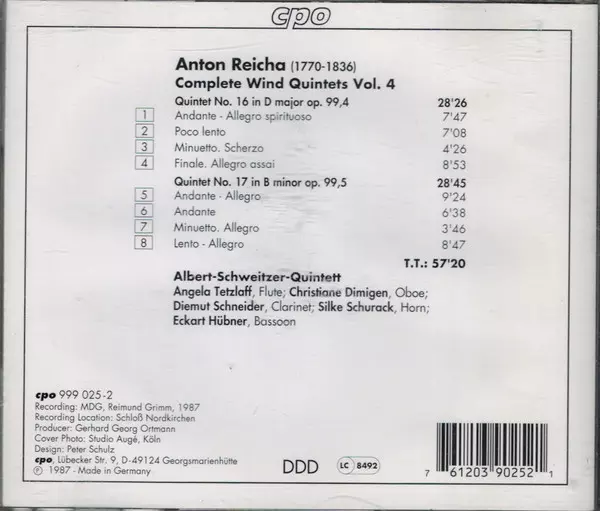 cpo
Anton Reicha (1770-1836)
Complete Wind Quintets Vol. 4
Quintet No. 16 in D major op. 99,4 28'26
1 Andante - Allegro spirituoso 7'47
2 Poco lento 7'08
3 Minuetto. Scherzo 4'26
4 Finale. Allegro assai 8'53
Quintet No. 17 in B minor op. 99,5 28'45
5 Andante - Allegro 9'24
6 Andante 6'38
7 Minuetto. Allegro 3'46
8 Lento - Allegro 8'47
T.T.: 57'20
Albert-Schweitzer-Quintett
Angela Tetzlaff, Flute; Christiane Dimigen, Oboe;
Diemut Schneider, Clarinet; Silke Schurack, Horn;
Eckart Hübner, Bassoon
cpo 999 025-2
Recording: MDG, Reimund Grimm, 1987
Recording Location: Schloß Nordkirchen
Producer: Gerhard Georg Ortmann
Cover Photo: Studio Augé, Köln
Design: Peter Schulz
cpo, Lübecker Str. 9, D-49124 Georgsmarienhütte
℗ 1987 - Made in Germany
DDD
LC 8492
7 61203 90252 1